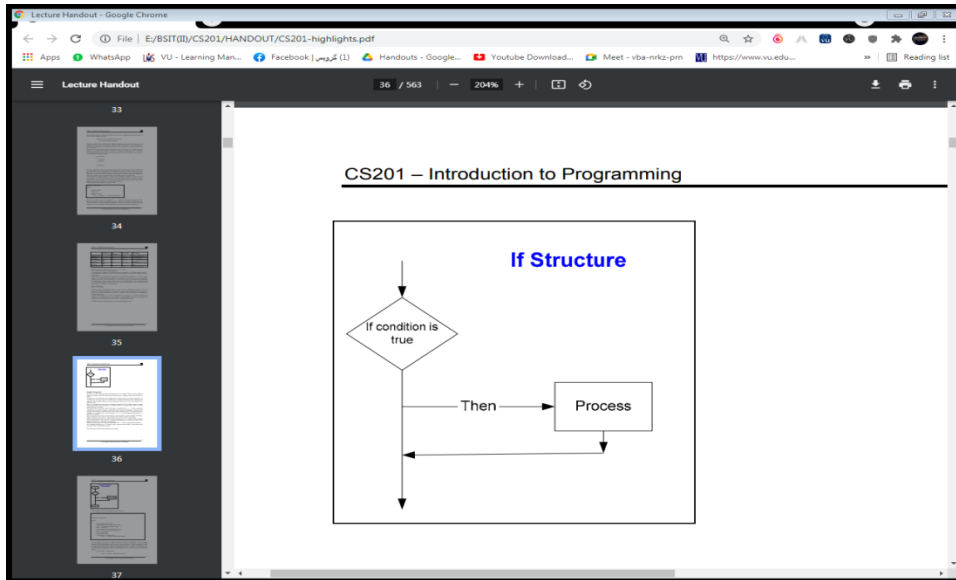 Lecture Handout - Google Chrome
File | E:/BSIT(II)/CS201/HANDOUT/CS201-highlights.pdf
Apps WhatsApp VU - Learning Man... Facebook | (1) کروپس Handouts - Google... Youtube Download... Meet - vba-nrkz-prn https://www.vu.edu... » Reading list
Lecture Handout 36 / 563 — 204% +
33
34
35
36
37
CS201 – Introduction to Programming
If Structure
If condition is
true
Then
Process